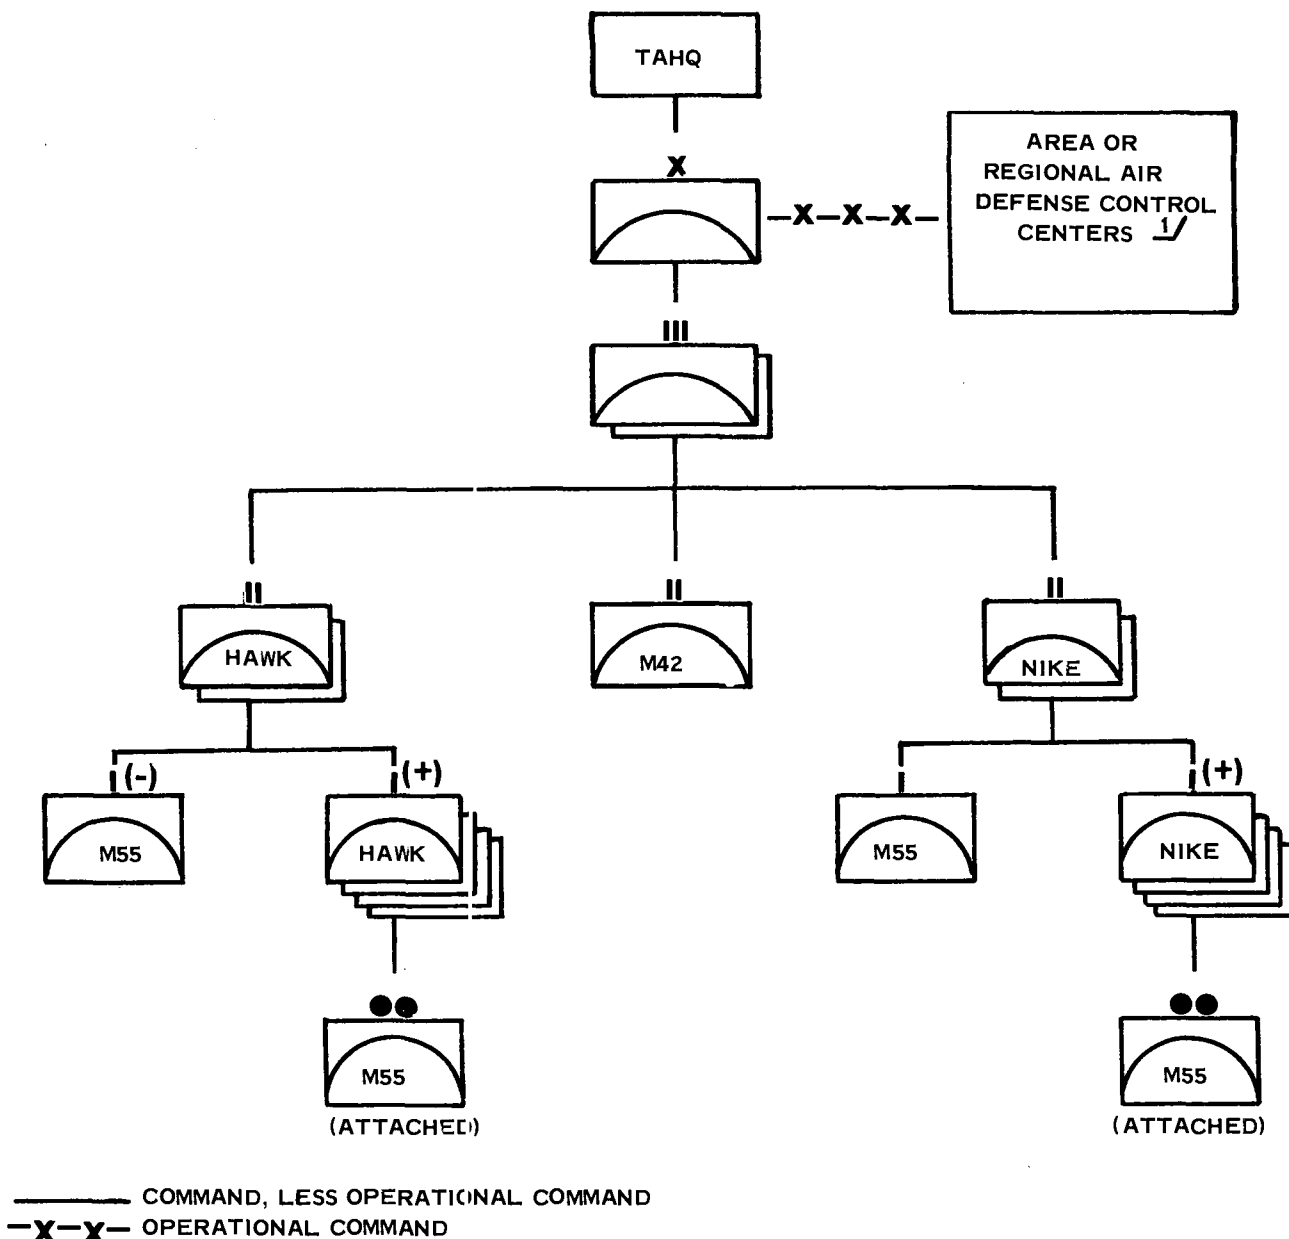 TAHQ
X
AREA OR
REGIONAL AIR
DEFENSE CONTROL
CENTERS 1/
—X—X—X—
III
II
II
II
HAWK
M42
NIKE
I (-)
I (+)
I
I (+)
M55
HAWK
M55
NIKE
M55
M55
(ATTACHED)
(ATTACHED)
COMMAND, LESS OPERATIONAL COMMAND
—X—X— OPERATIONAL COMMAND